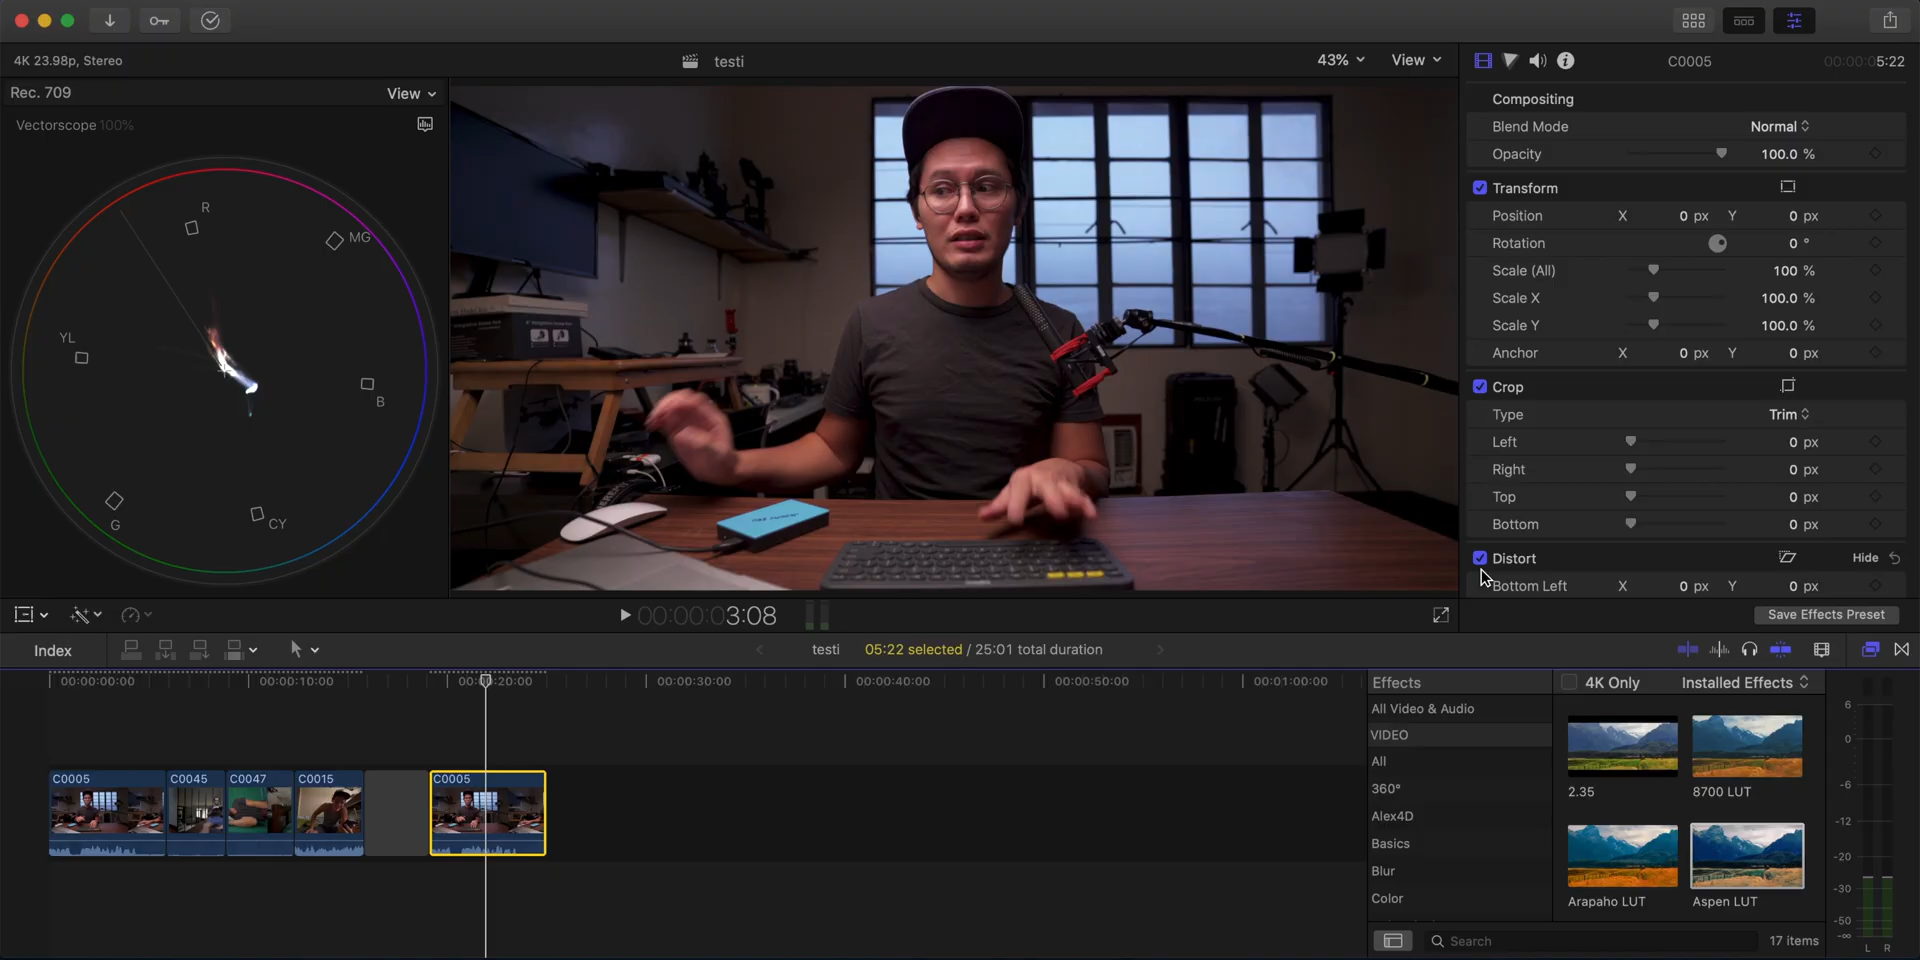 4K 23.98p, Stereo
testi
43%
View
C0005
00:00:05:22
Rec. 709
View
Vectorscope 100%
R
MG
YL
B
G
CY
Compositing
Blend Mode Normal
Opacity 100.0 %
Transform
Position X 0 px Y 0 px
Rotation 0 °
Scale (All) 100 %
Scale X 100.0 %
Scale Y 100.0 %
Anchor X 0 px Y 0 px
Crop
Type Trim
Left 0 px
Right 0 px
Top 0 px
Bottom 0 px
Distort Hide
Bottom Left X 0 px Y 0 px
00:00:03:08
Save Effects Preset
Index
testi 05:22 selected / 25:01 total duration
00:00:00:00 00:00:10:00 00:00:20:00 00:00:30:00 00:00:40:00 00:00:50:00 00:01:00:00
C0005 C0045 C0047 C0015 C0005
Effects
4K Only
Installed Effects
All Video & Audio
VIDEO
All
360°
Alex4D
Basics
Blur
Color
2.35
8700 LUT
Arapaho LUT
Aspen LUT
Search
17 items
6
0
-6
-12
-20
-30
-50
-∞
L R